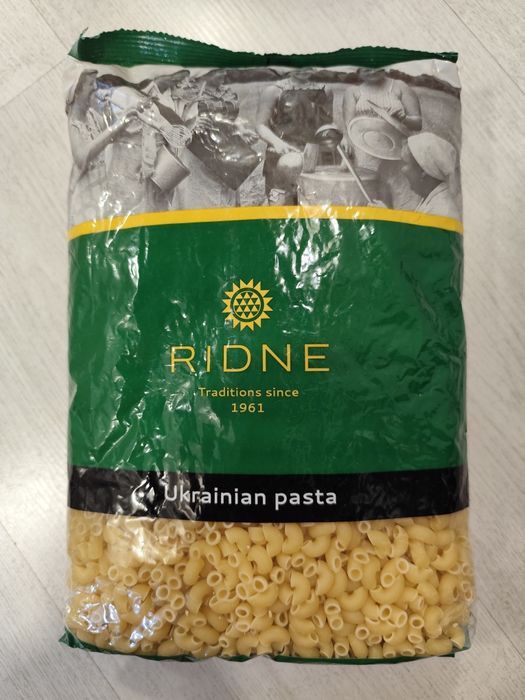 RIDNE
Traditions since
1961
Ukrainian pasta